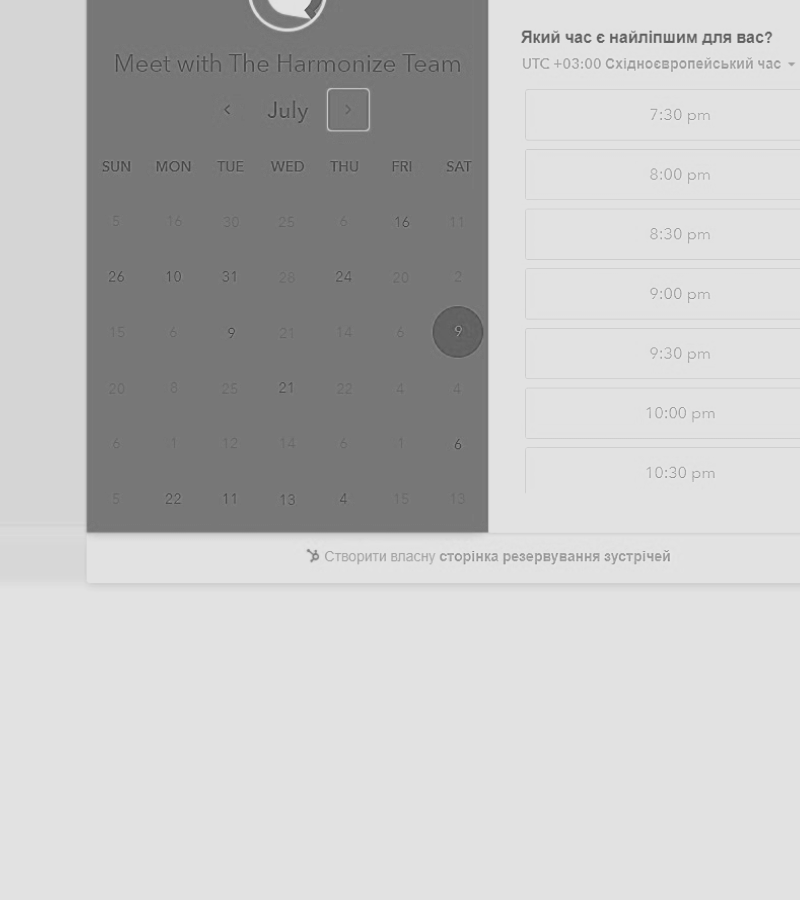 Meet with The Harmonize Team
July
SUN MON TUE WED THU FRI SAT
5 16 30 25 6 16 11
26 10 31 28 24 20 2
15 6 9 21 14 6 9
20 8 25 21 22 4 4
6 1 12 14 6 1 6
5 22 11 13 4 15 13
Який час є найліпшим для вас?
UTC +03:00 Східноєвропейський час
7:30 pm
8:00 pm
8:30 pm
9:00 pm
9:30 pm
10:00 pm
10:30 pm
Створити власну сторінка резервування зустрічей